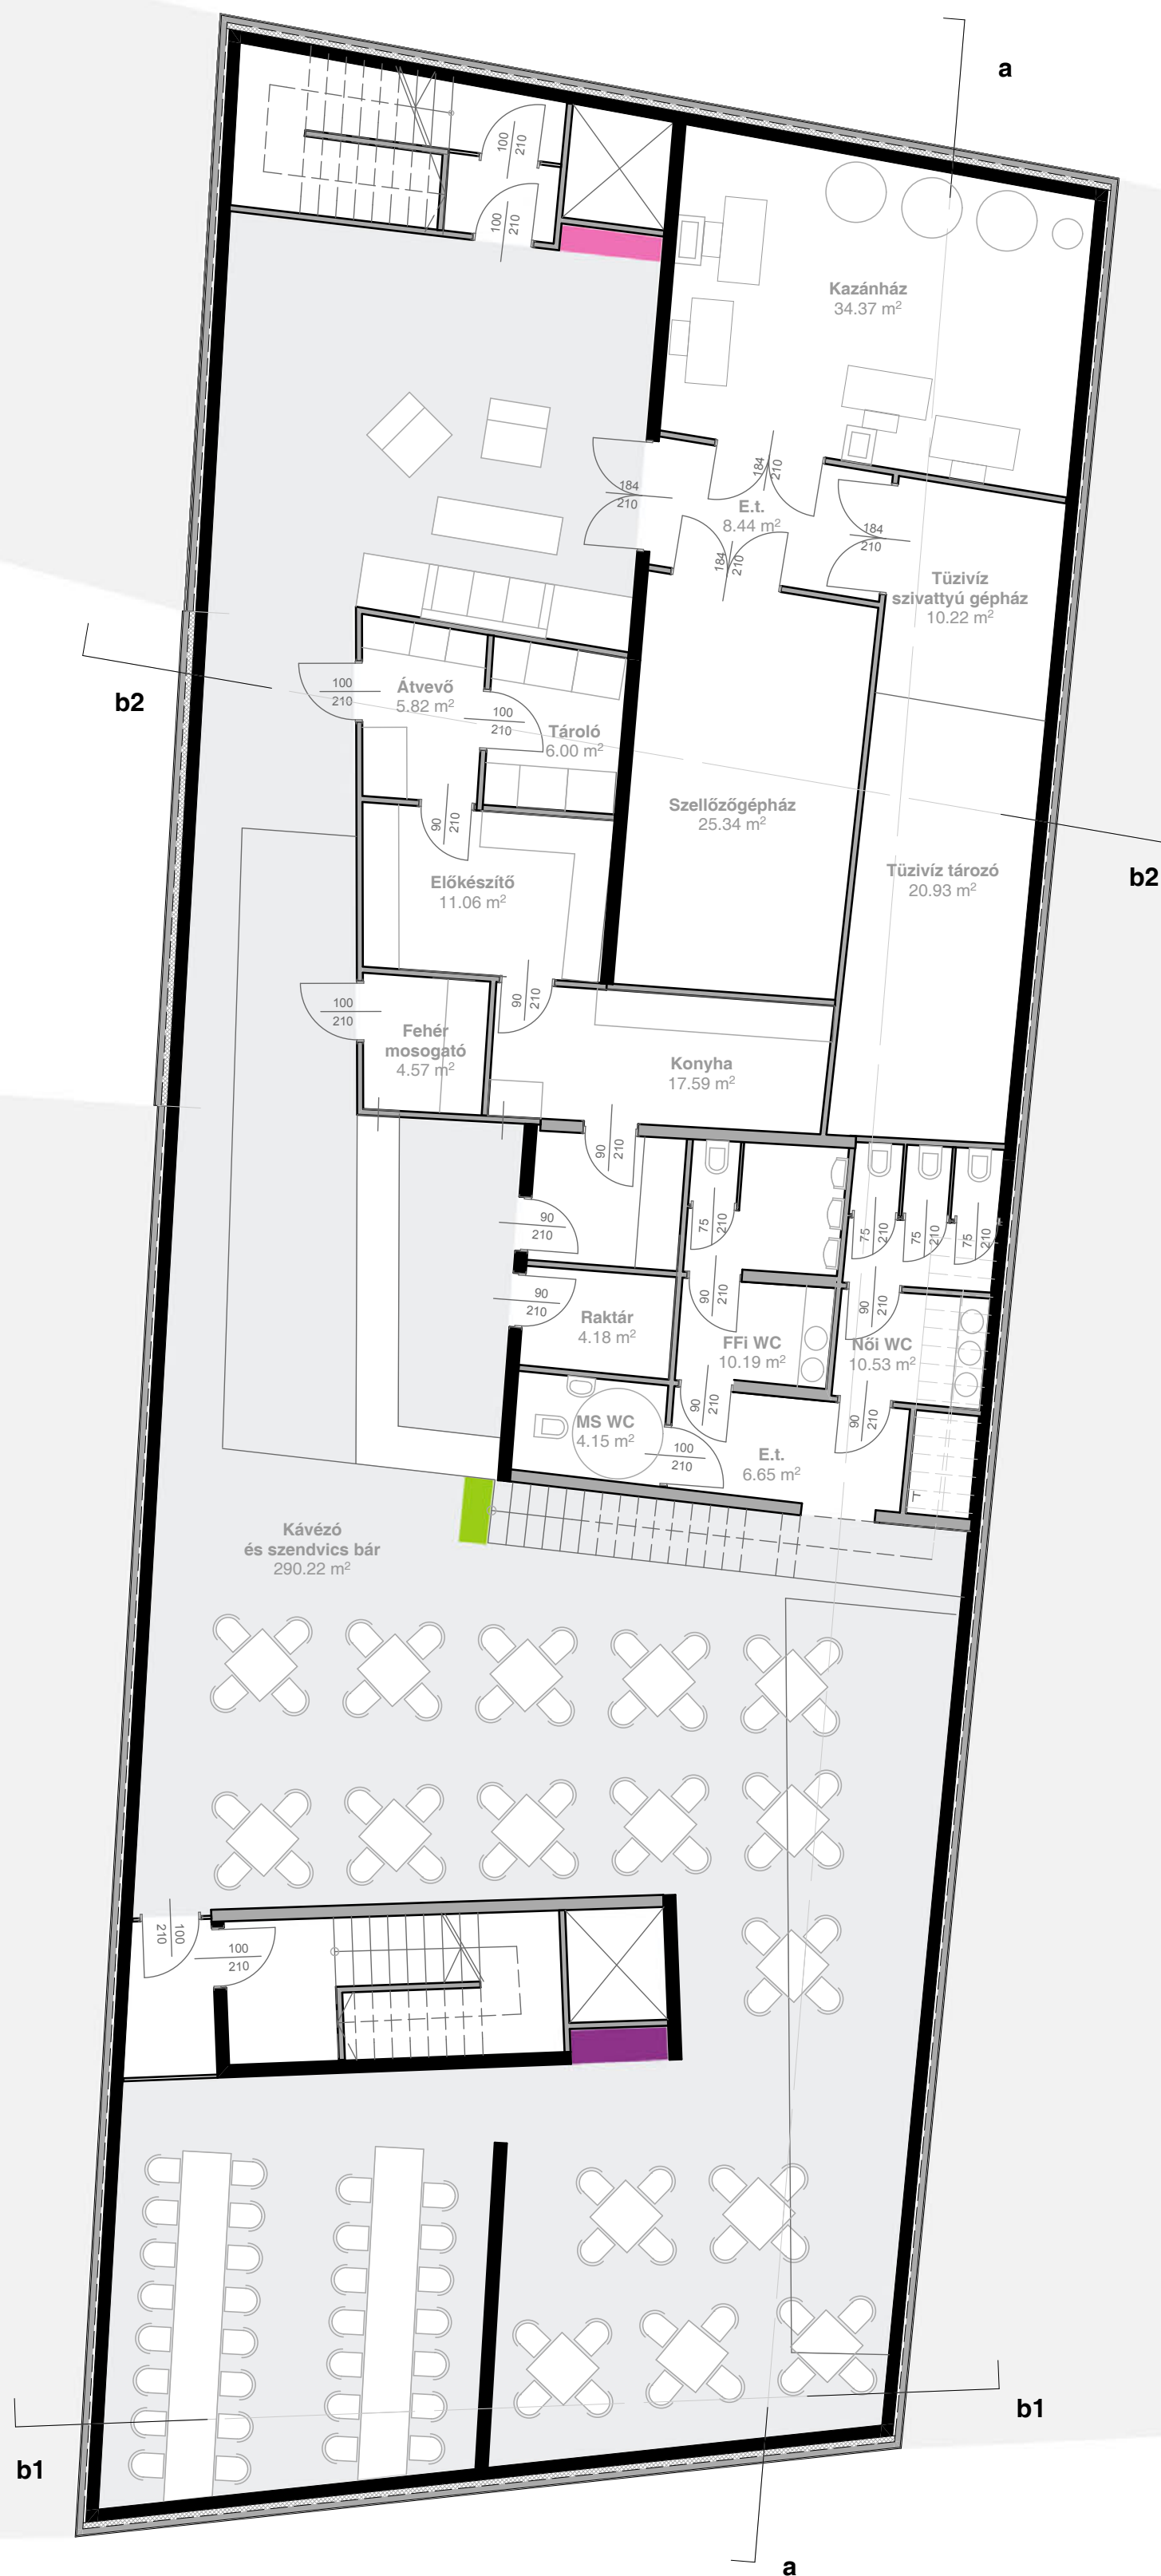 a
100
210
100
210
Kazánház
34.37 m²
184
210
184
210
E.t.
8.44 m²
184
210
184
210
Tüzivíz
szivattyú gépház
10.22 m²
b2
100
210
Átvevő
5.82 m²
100
210
Tároló
6.00 m²
Szellőzőgépház
25.34 m²
90
210
b2
Előkészítő
11.06 m²
Tüzivíz tározó
20.93 m²
100
210
90
210
Fehér
mosogató
4.57 m²
Konyha
17.59 m²
90
210
90
210
75
210
75
210
75
210
75
210
90
210
90
210
90
210
Raktár
4.18 m²
FFi WC
10.19 m²
Női WC
10.53 m²
90
210
90
210
MS WC
4.15 m²
100
210
E.t.
6.65 m²
T
Kávézó
és szendvics bár
290.22 m²
100
210
100
210
b1
b1
a